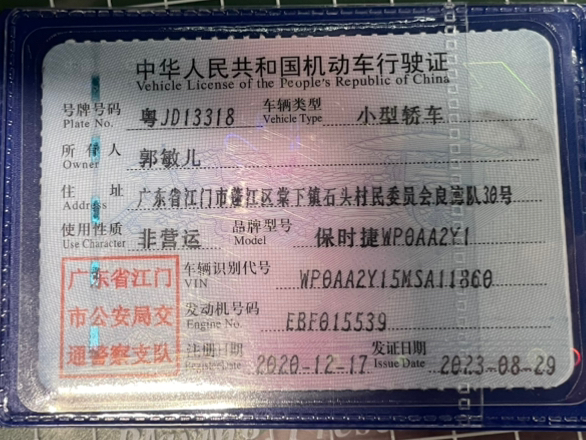 中华人民共和国机动车行驶证
Vehicle License of the People's Republic of China
号牌号码 Plate No. 粤JD13318 车辆类型 Vehicle Type 小型轿车
所有人 Owner 郭敏儿
住址 Address 广东省江门市蓬江区棠下镇石头村民委员会良溏队30号
使用性质 Use Character 非营运 品牌型号 Model 保时捷WP0AA2Y1
广东省江门市公安局交通警察支队
车辆识别代号 VIN WP0AA2Y15MSA11860
发动机号码 Engine No. EBF015539
注册日期 Register Date 2020-12-17 发证日期 Issue Date 2023-08-29